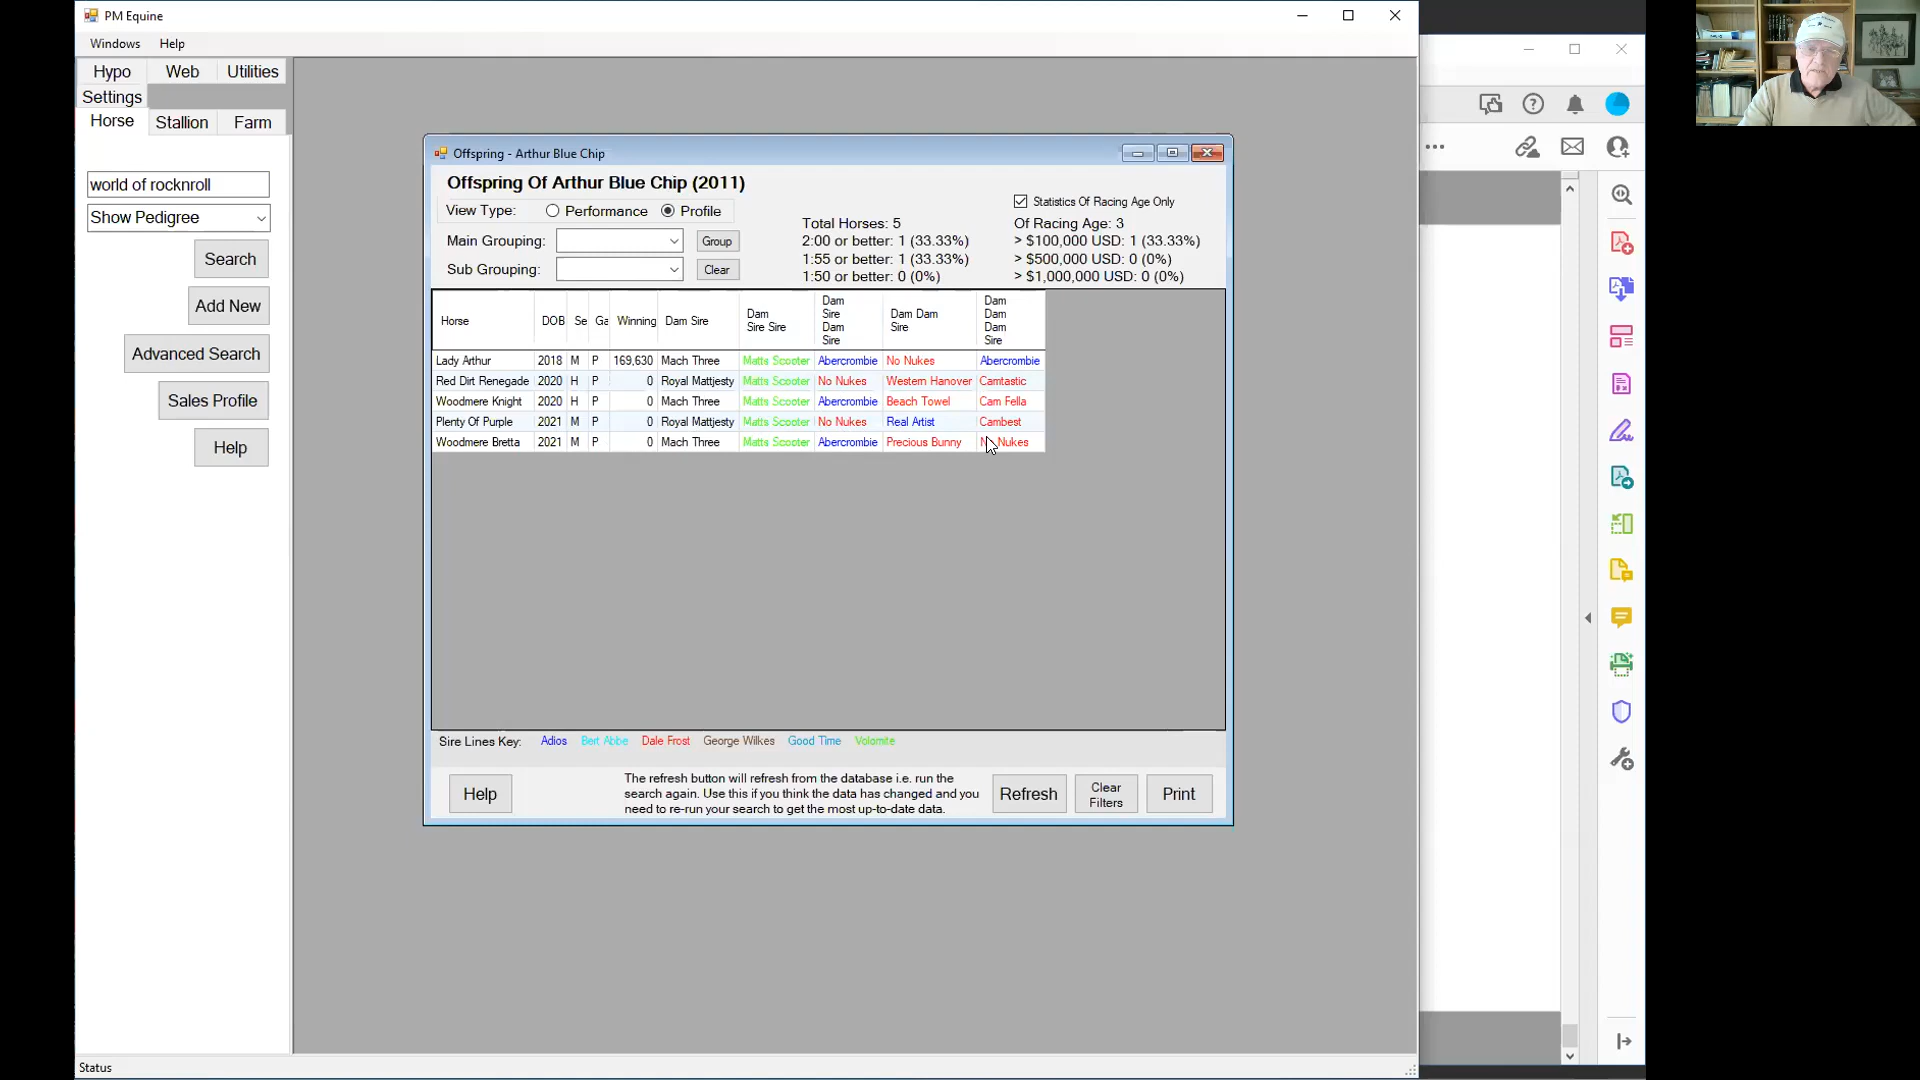 PM Equine
Windows Help
Hypo Web Utilities
Settings
Horse Stallion Farm
world of rocknroll
Show Pedigree
Search
Add New
Advanced Search
Sales Profile
Help
Offspring - Arthur Blue Chip
Offspring Of Arthur Blue Chip (2011)
View Type: Performance Profile
Main Grouping: Group
Sub Grouping: Clear
Statistics Of Racing Age Only
Total Horses: 5 Of Racing Age: 3
2:00 or better: 1 (33.33%) > $100,000 USD: 1 (33.33%)
1:55 or better: 1 (33.33%) > $500,000 USD: 0 (0%)
1:50 or better: 0 (0%) > $1,000,000 USD: 0 (0%)
Horse DOB Se Ga Winning Dam Sire Dam Sire Sire Dam Sire Dam Sire Dam Dam Sire Dam Dam Dam Sire
Lady Arthur 2018 M P 169,630 Mach Three Matts Scooter Abercrombie No Nukes Abercrombie
Red Dirt Renegade 2020 H P 0 Royal Mattjesty Matts Scooter No Nukes Western Hanover Camtastic
Woodmere Knight 2020 H P 0 Mach Three Matts Scooter Abercrombie Beach Towel Cam Fella
Plenty Of Purple 2021 M P 0 Royal Mattjesty Matts Scooter No Nukes Real Artist Cambest
Woodmere Bretta 2021 M P 0 Mach Three Matts Scooter Abercrombie Precious Bunny No Nukes
Sire Lines Key: Adios Bert Abbe Dale Frost George Wilkes Good Time Volomite
Help
The refresh button will refresh from the database i.e. run the
search again. Use this if you think the data has changed and you
need to re-run your search to get the most up-to-date data.
Refresh
Clear
Filters
Print
Status